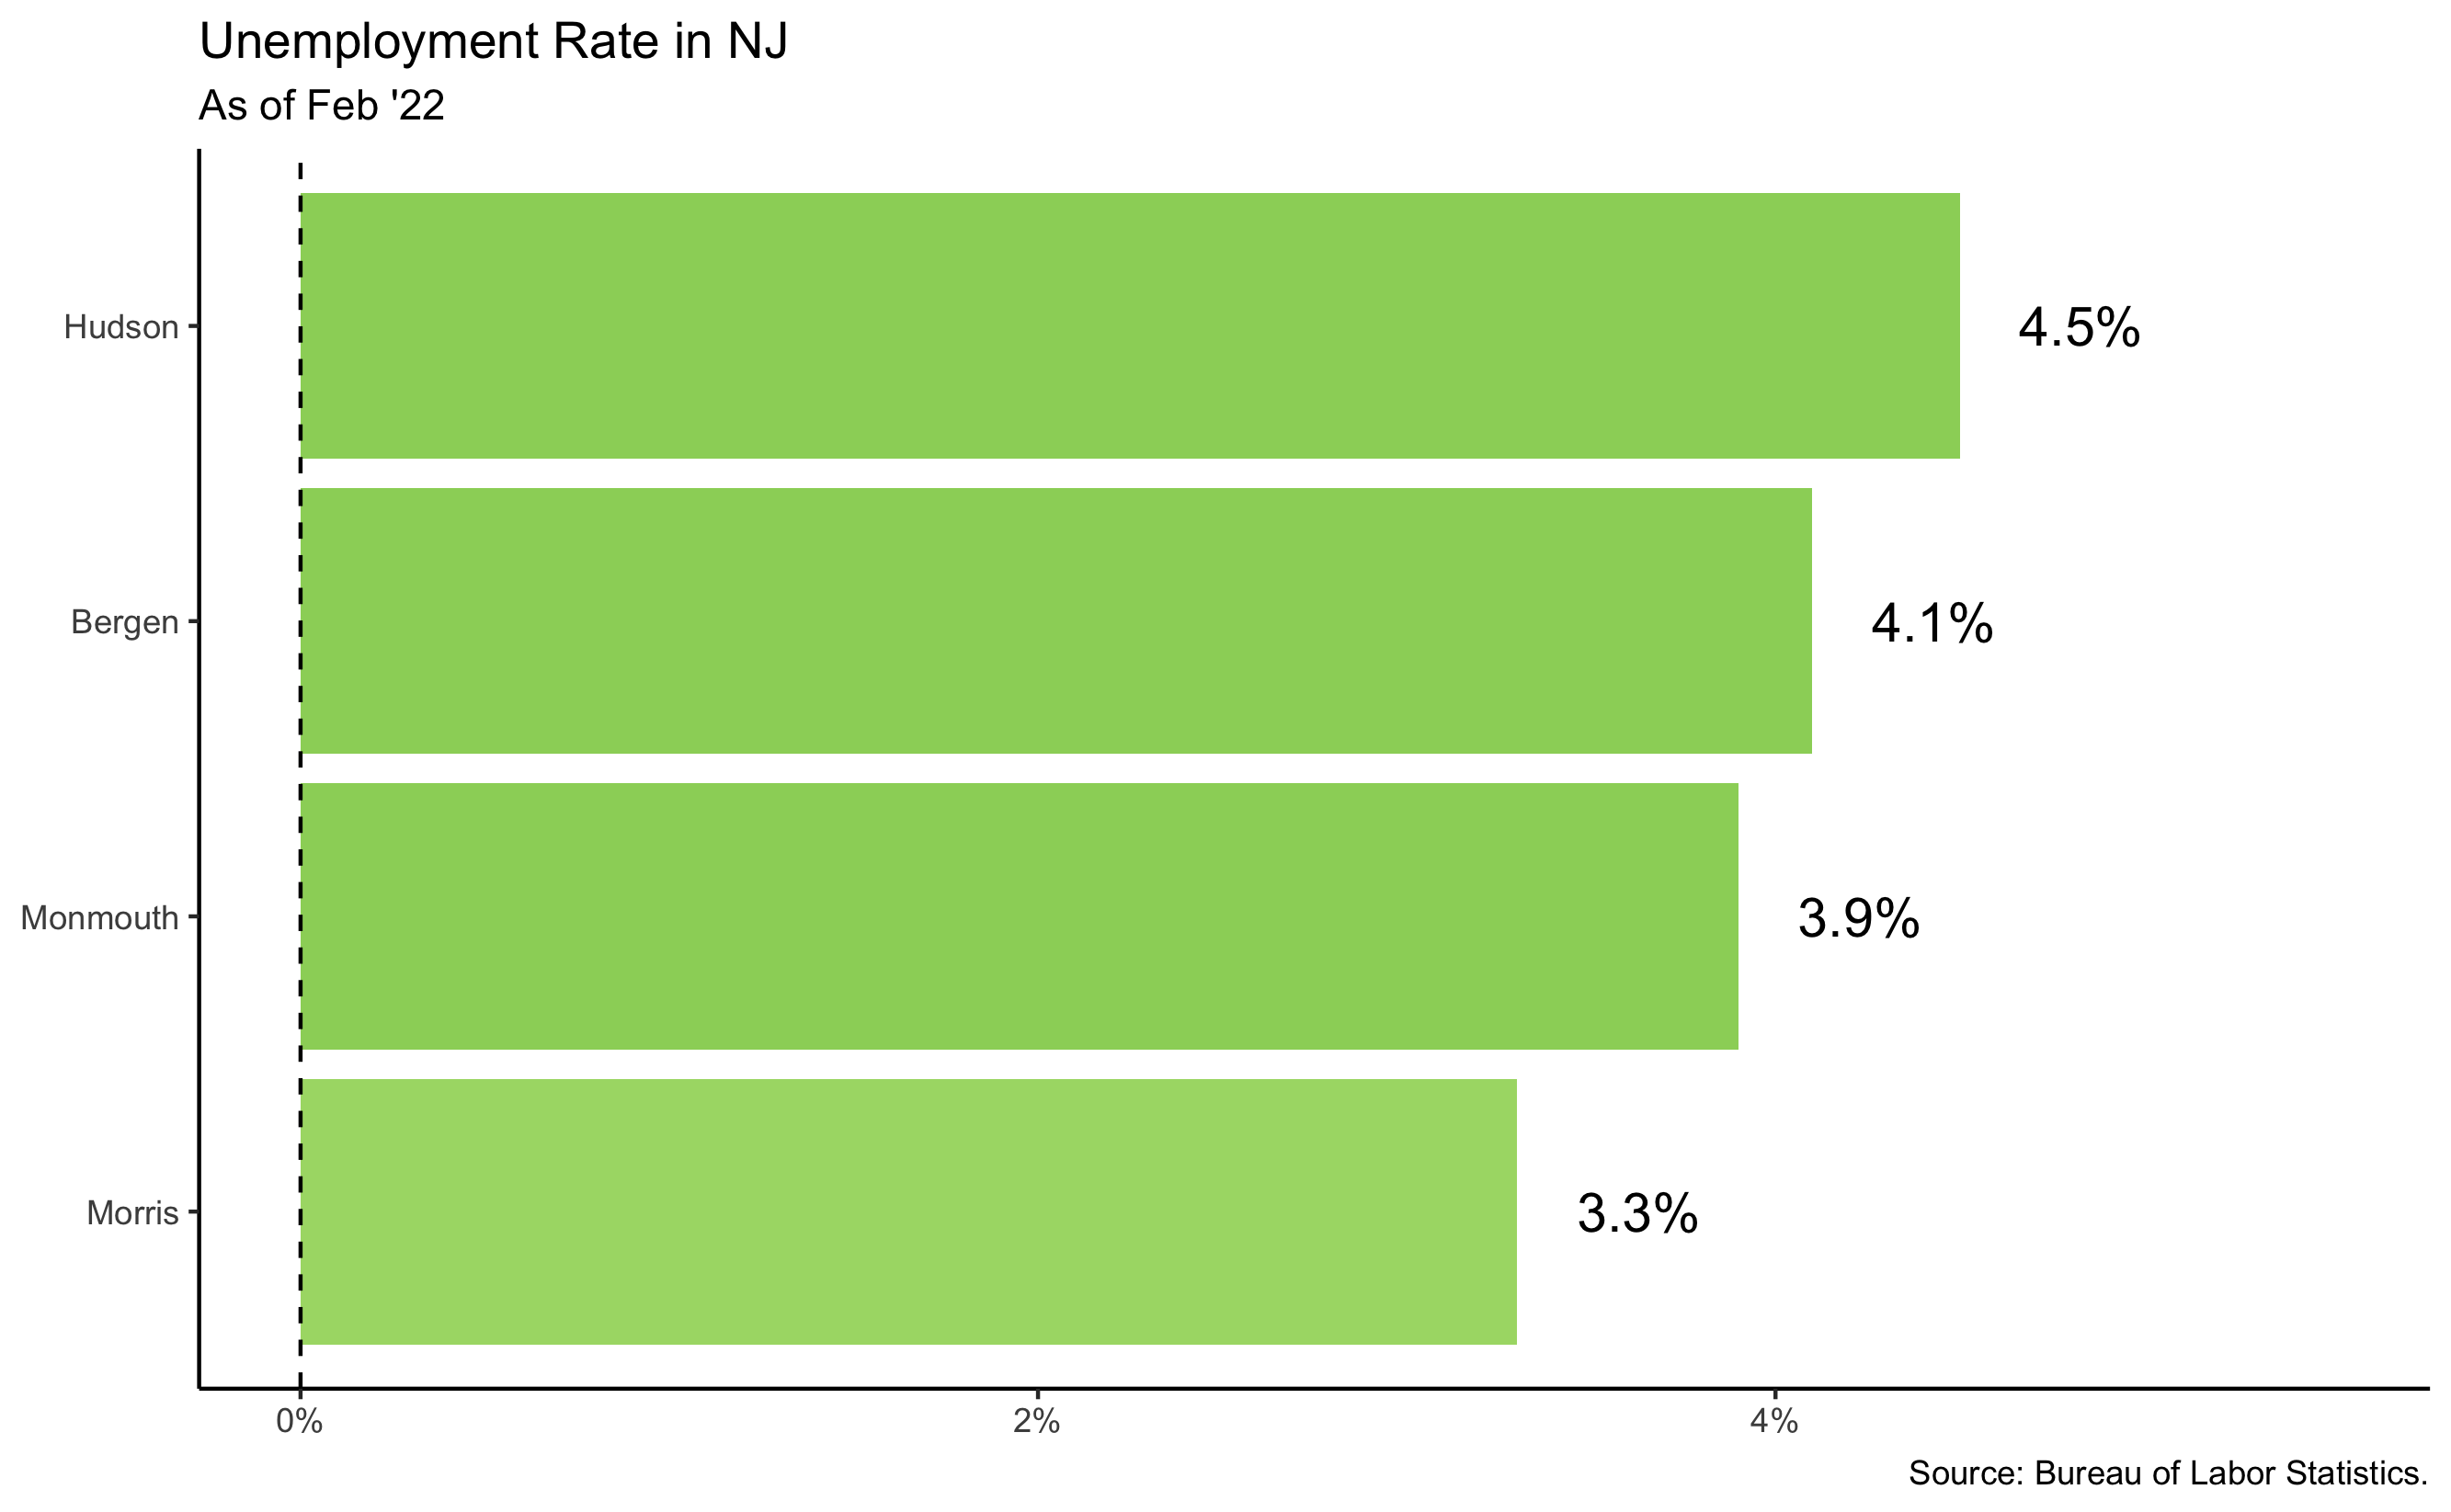 Unemployment Rate in NJ
As of Feb '22
Hudson
4.5%
Bergen
4.1%
Monmouth
3.9%
Morris
3.3%
0%
2%
4%
Source: Bureau of Labor Statistics.